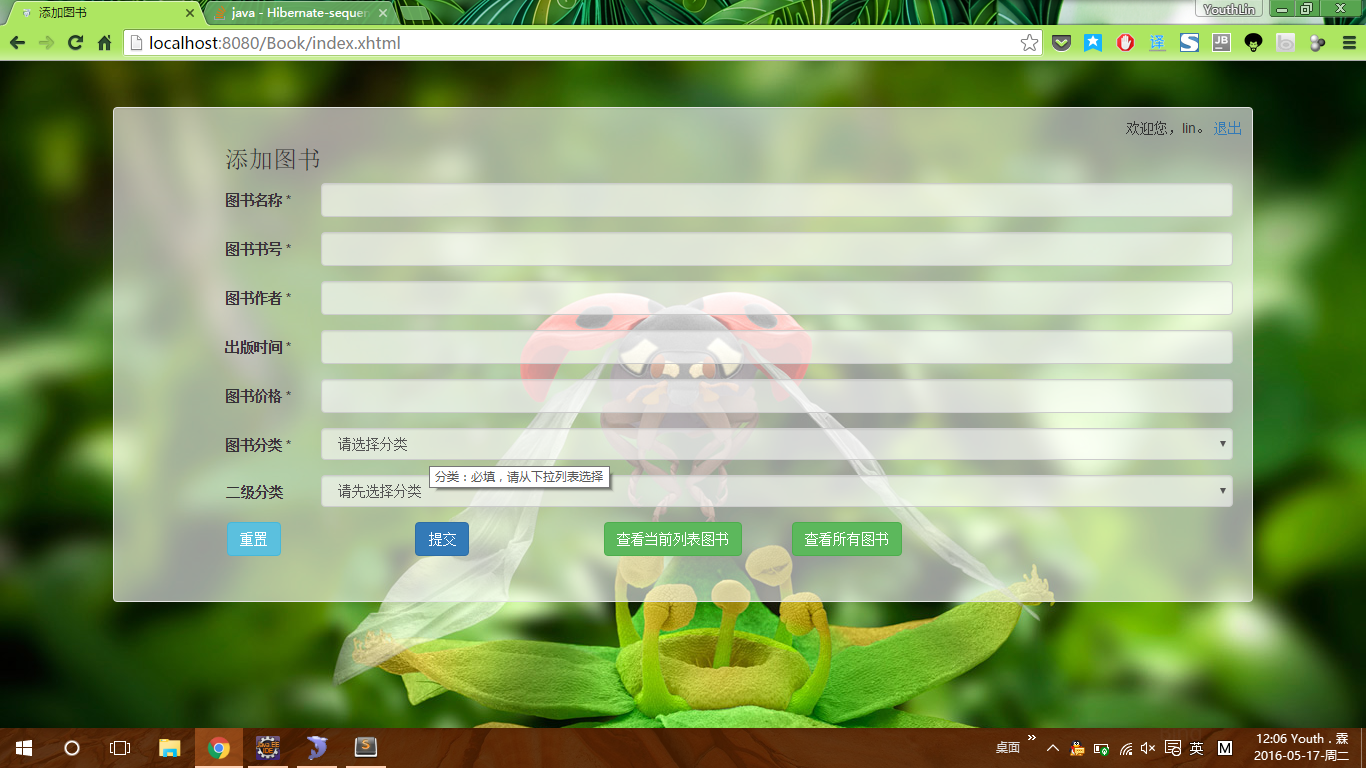 添加图书
java - Hibernate-sequen
YouthLin
localhost:8080/Book/index.xhtml
译
S
JB
欢迎您，lin。 退出
添加图书
图书名称 *
图书书号 *
图书作者 *
出版时间 *
图书价格 *
图书分类 * 请选择分类
分类：必填，请从下拉列表选择
二级分类 请先选择分类
重置 提交 查看当前列表图书 查看所有图书
桌面 » 英 M
12:06 Youth . 霖
2016-05-17-周二